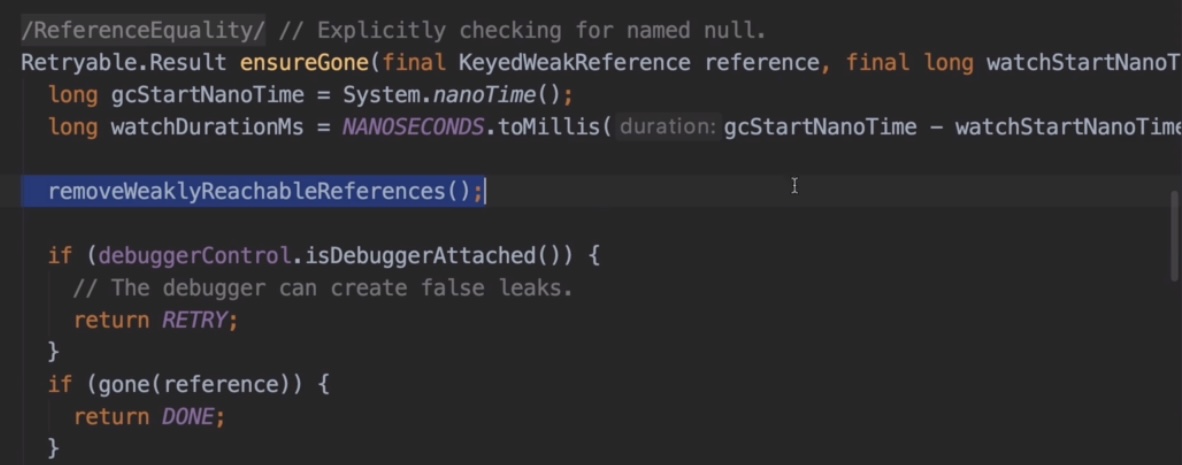 /ReferenceEquality/ // Explicitly checking for named null.
Retryable.Result ensureGone(final KeyedWeakReference reference, final long watchStartNanoT
long gcStartNanoTime = System.nanoTime();
long watchDurationMs = NANOSECONDS.toMillis( duration: gcStartNanoTime - watchStartNanoTime
removeWeaklyReachableReferences();
if (debuggerControl.isDebuggerAttached()) {
// The debugger can create false leaks.
return RETRY;
}
if (gone(reference)) {
return DONE;
}